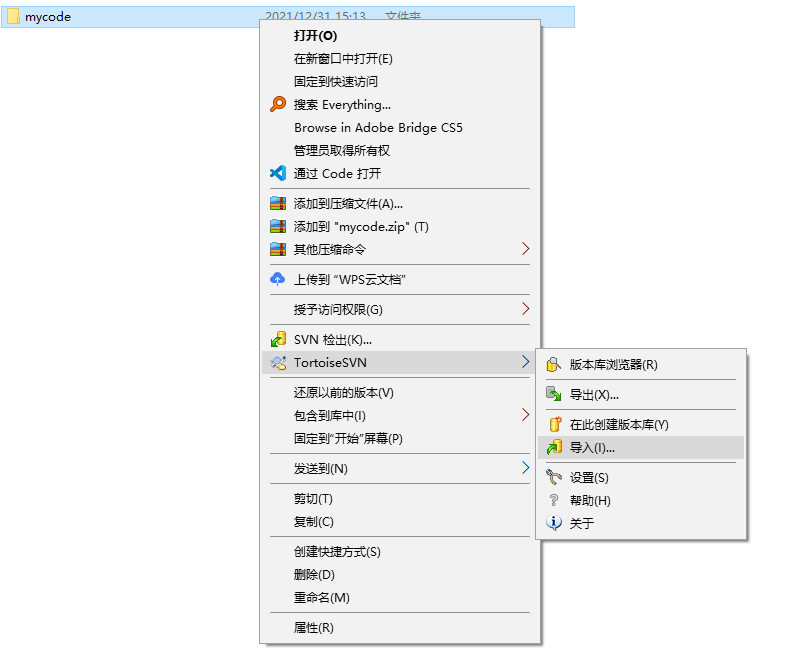 mycode 2021/12/31 15:13 文件夹
打开(O)
在新窗口中打开(E)
固定到快速访问
搜索 Everything...
Browse in Adobe Bridge CS5
管理员取得所有权
通过 Code 打开
添加到压缩文件(A)...
添加到 "mycode.zip" (T)
其他压缩命令
上传到 “WPS云文档”
授予访问权限(G)
SVN 检出(K)...
TortoiseSVN
还原以前的版本(V)
包含到库中(I)
固定到“开始”屏幕(P)
发送到(N)
剪切(T)
复制(C)
创建快捷方式(S)
删除(D)
重命名(M)
属性(R)
版本库浏览器(R)
导出(X)...
在此创建版本库(Y)
导入(I)...
设置(S)
帮助(H)
关于